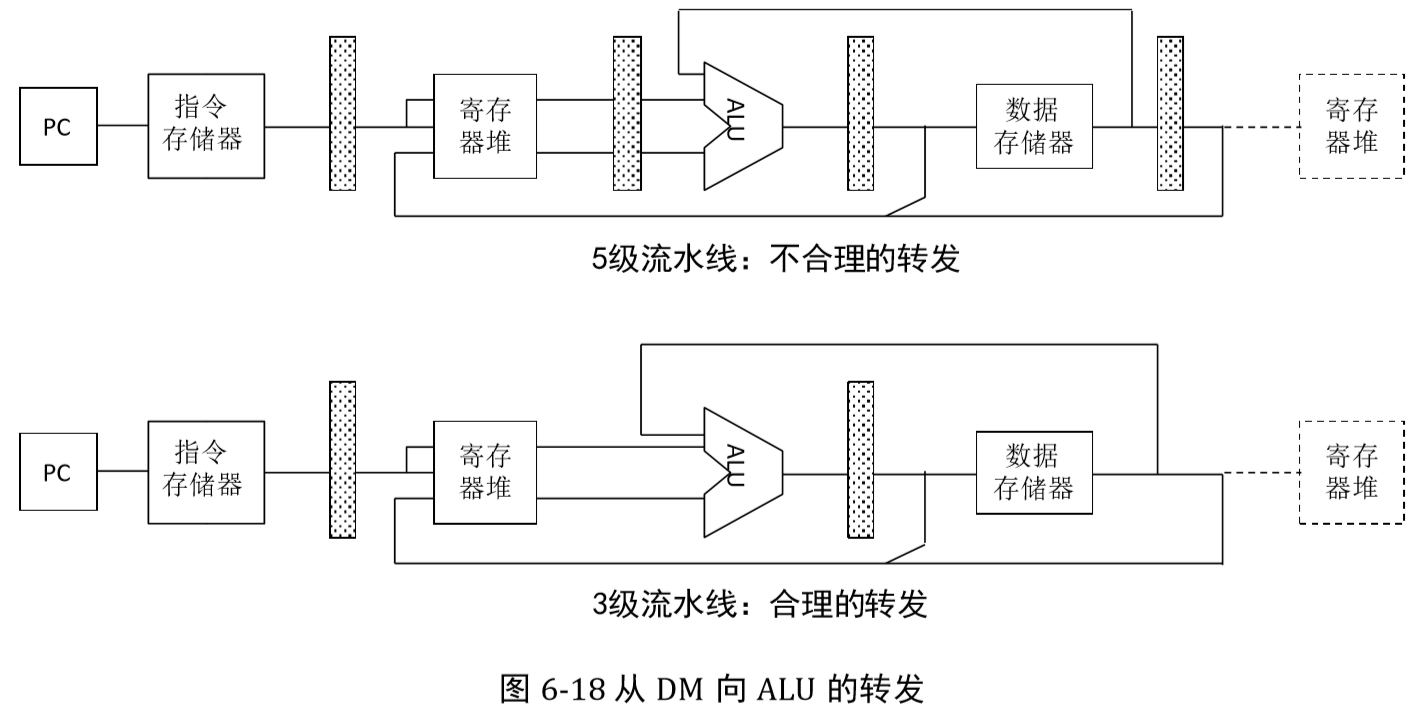 PC
指令
存储器
寄存
器堆
ALU
数据
存储器
寄存
器堆
5级流水线：不合理的转发
PC
指令
存储器
寄存
器堆
ALU
数据
存储器
寄存
器堆
3级流水线：合理的转发
图 6-18 从 DM 向 ALU 的转发